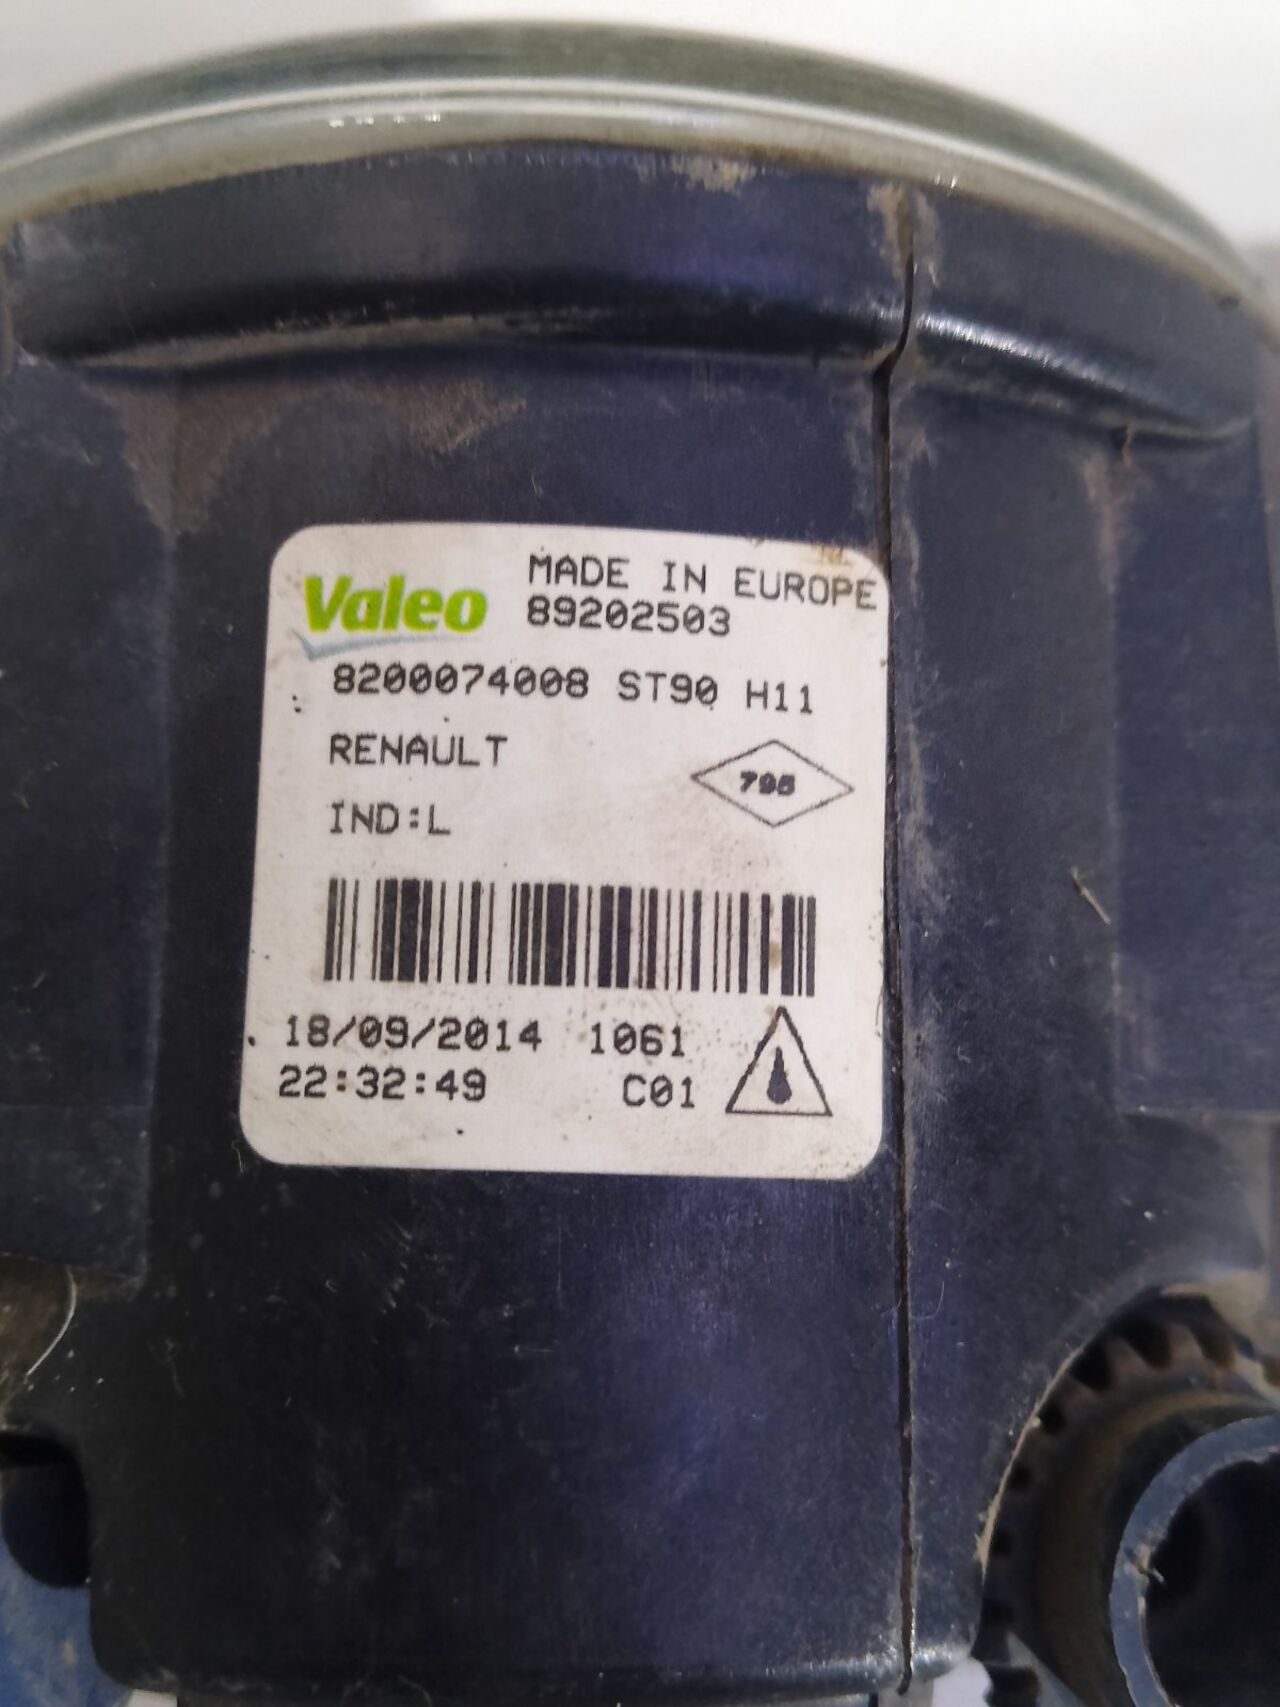 Valeo
MADE IN EUROPE
89202503
8200074008 ST90 H11
RENAULT
795
IND:L
18/09/2014 1061
22:32:49 C01